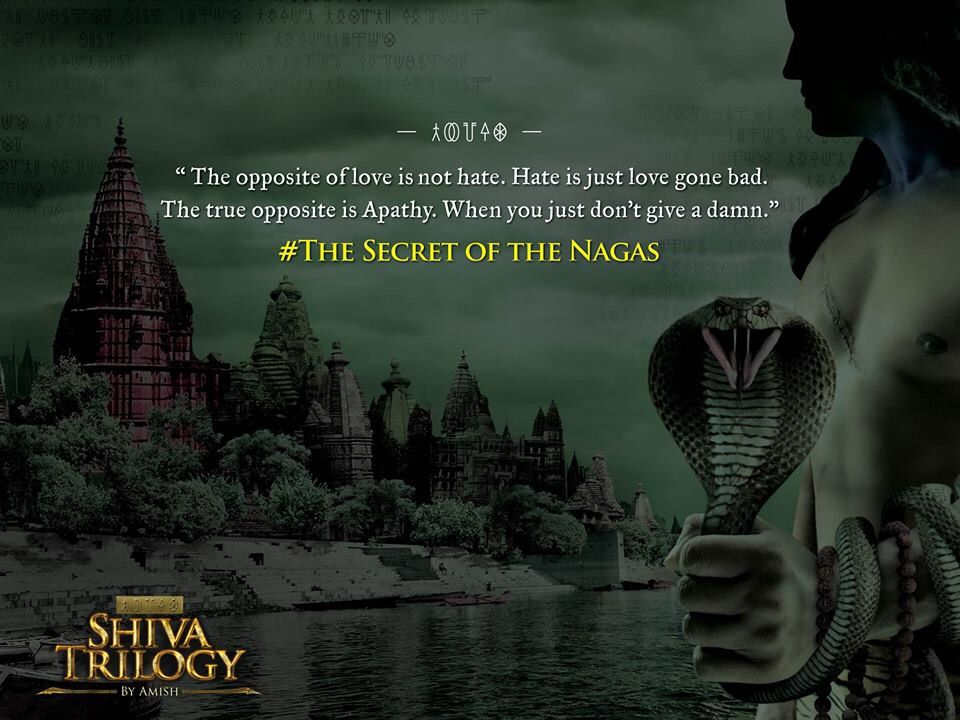 “ The opposite of love is not hate. Hate is just love gone bad.
The true opposite is Apathy. When you just don't give a damn.”
#THE SECRET OF THE NAGAS
SHIVA
TRILOGY
BY AMISH